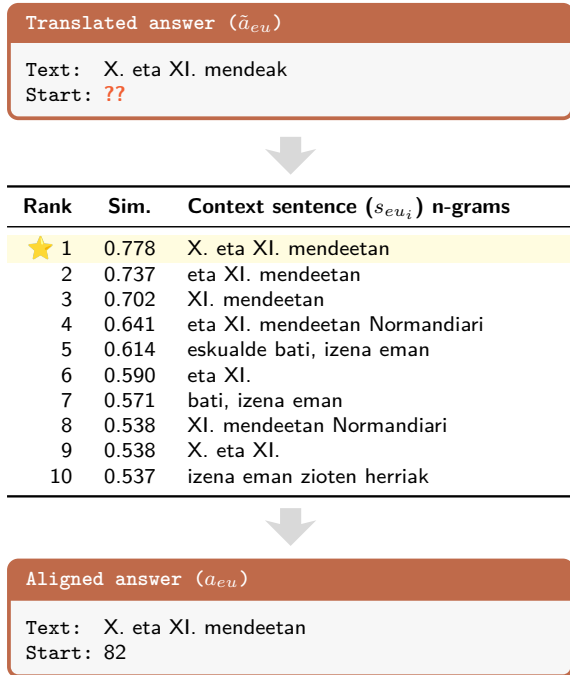 Translated answer (ã_eu)
Text: X. eta XI. mendeak
Start: ??
Rank Sim. Context sentence (s_eu_i) n-grams
1 0.778 X. eta XI. mendeetan
2 0.737 eta XI. mendeetan
3 0.702 XI. mendeetan
4 0.641 eta XI. mendeetan Normandiari
5 0.614 eskualde bati, izena eman
6 0.590 eta XI.
7 0.571 bati, izena eman
8 0.538 XI. mendeetan Normandiari
9 0.538 X. eta XI.
10 0.537 izena eman zioten herriak
Aligned answer (a_eu)
Text: X. eta XI. mendeetan
Start: 82